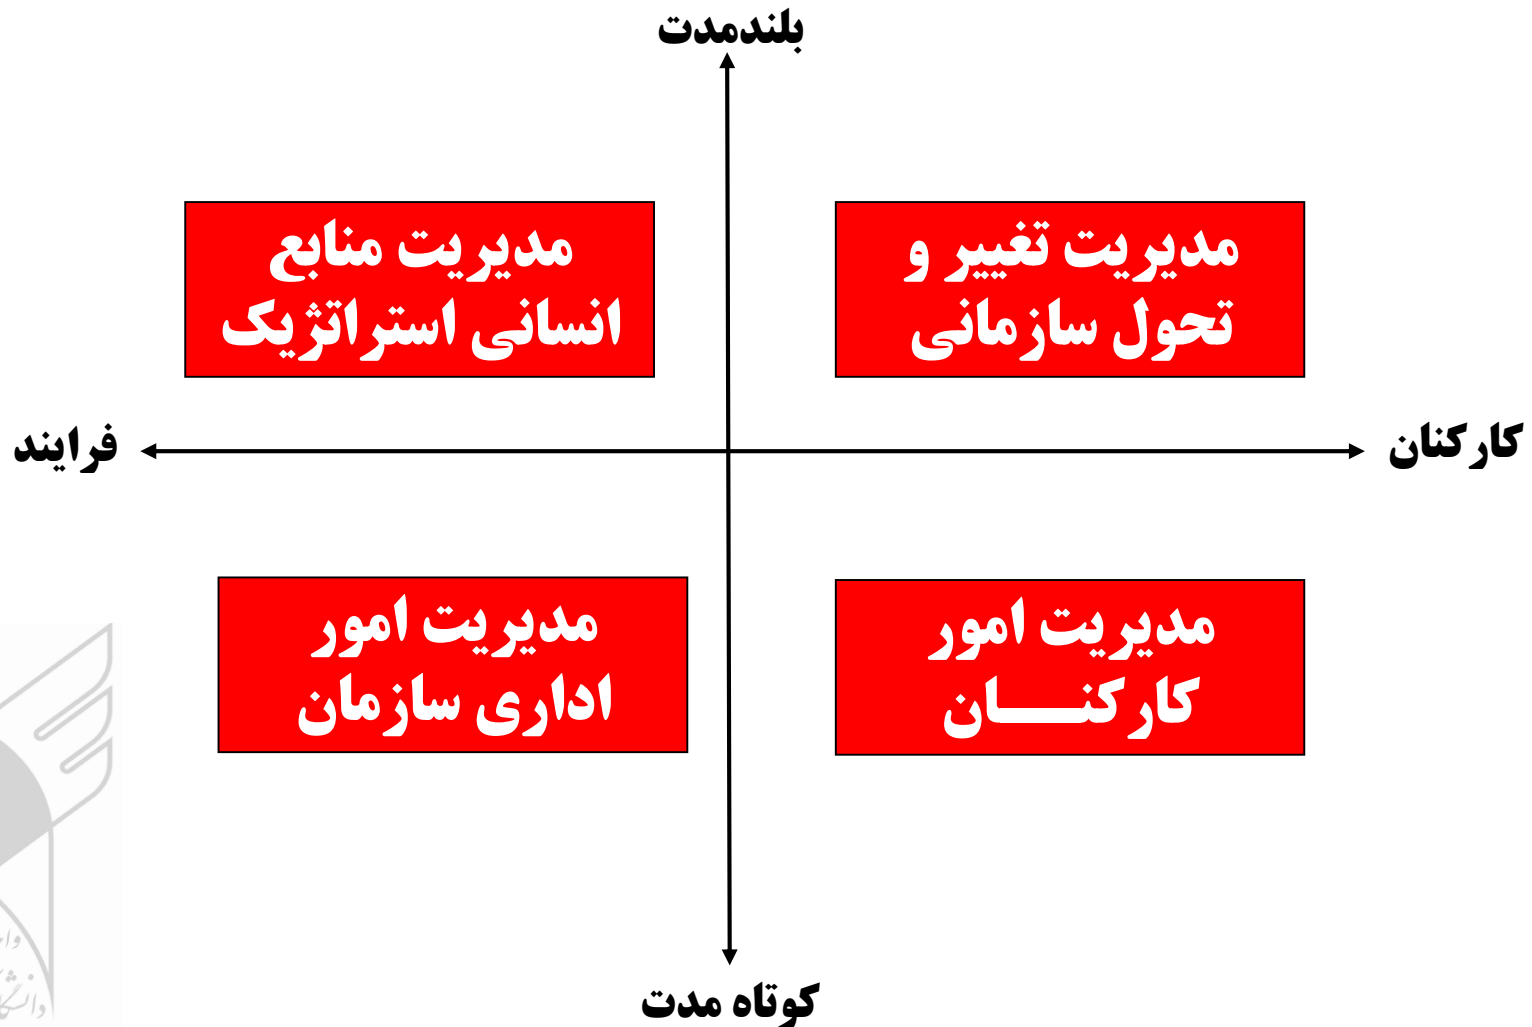 بلندمدت
مدیریت تغییر و
تحول سازمانی
مدیریت منابع
انسانی استراتژیک
کارکنان
فرایند
مدیریت امور
کارکنـــــان
مدیریت امور
اداری سازمان
کوتاه مدت